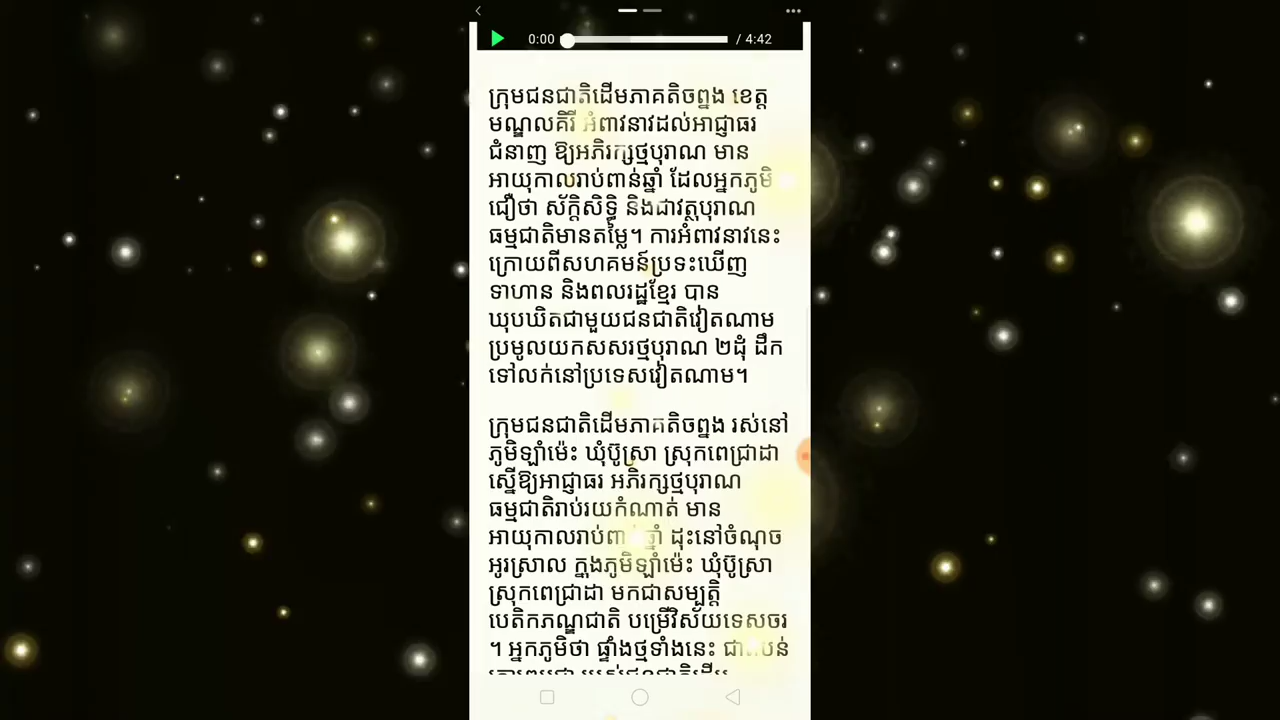 0:00 / 4:42
ក្រុមជនជាតិដើមភាគតិចព្នង ខេត្ត
មណ្ឌលគិរី អំពាវនាវដល់អាជ្ញាធរ
ជំនាញ ឱ្យអភិរក្សថ្មបុរាណ មាន
អាយុកាលរាប់ពាន់ឆ្នាំ ដែលអ្នកភូមិ
ជឿថា ស័ក្តិសិទ្ធិ និងជាវត្ថុបុរាណ
ធម្មជាតិមានតម្លៃ។ ការអំពាវនាវនេះ
ក្រោយពីសហគមន៍ប្រទះឃើញ
ទាហាន និងពលរដ្ឋខ្មែរ បាន
ឃុបឃិតជាមួយជនជាតិវៀតណាម
ប្រមូលយកសសរថ្មបុរាណ ២ដុំ ដឹក
ទៅលក់នៅប្រទេសវៀតណាម។
ក្រុមជនជាតិដើមភាគតិចព្នង រស់នៅ
ភូមិឡាំម៉េះ ឃុំប៊ូស្រា ស្រុកពេជ្រាដា
ស្នើឱ្យអាជ្ញាធរ អភិរក្សថ្មបុរាណ
ធម្មជាតិរាប់រយកំណាត់ មាន
អាយុកាលរាប់ពាន់ឆ្នាំ ដុះនៅចំណុច
អូរស្រាល ក្នុងភូមិឡាំម៉េះ ឃុំប៊ូស្រា
ស្រុកពេជ្រាដា មកជាសម្បត្តិ
បេតិកភណ្ឌជាតិ បម្រើវិស័យទេសចរ
។ អ្នកភូមិថា ផ្ទាំងថ្មទាំងនេះ